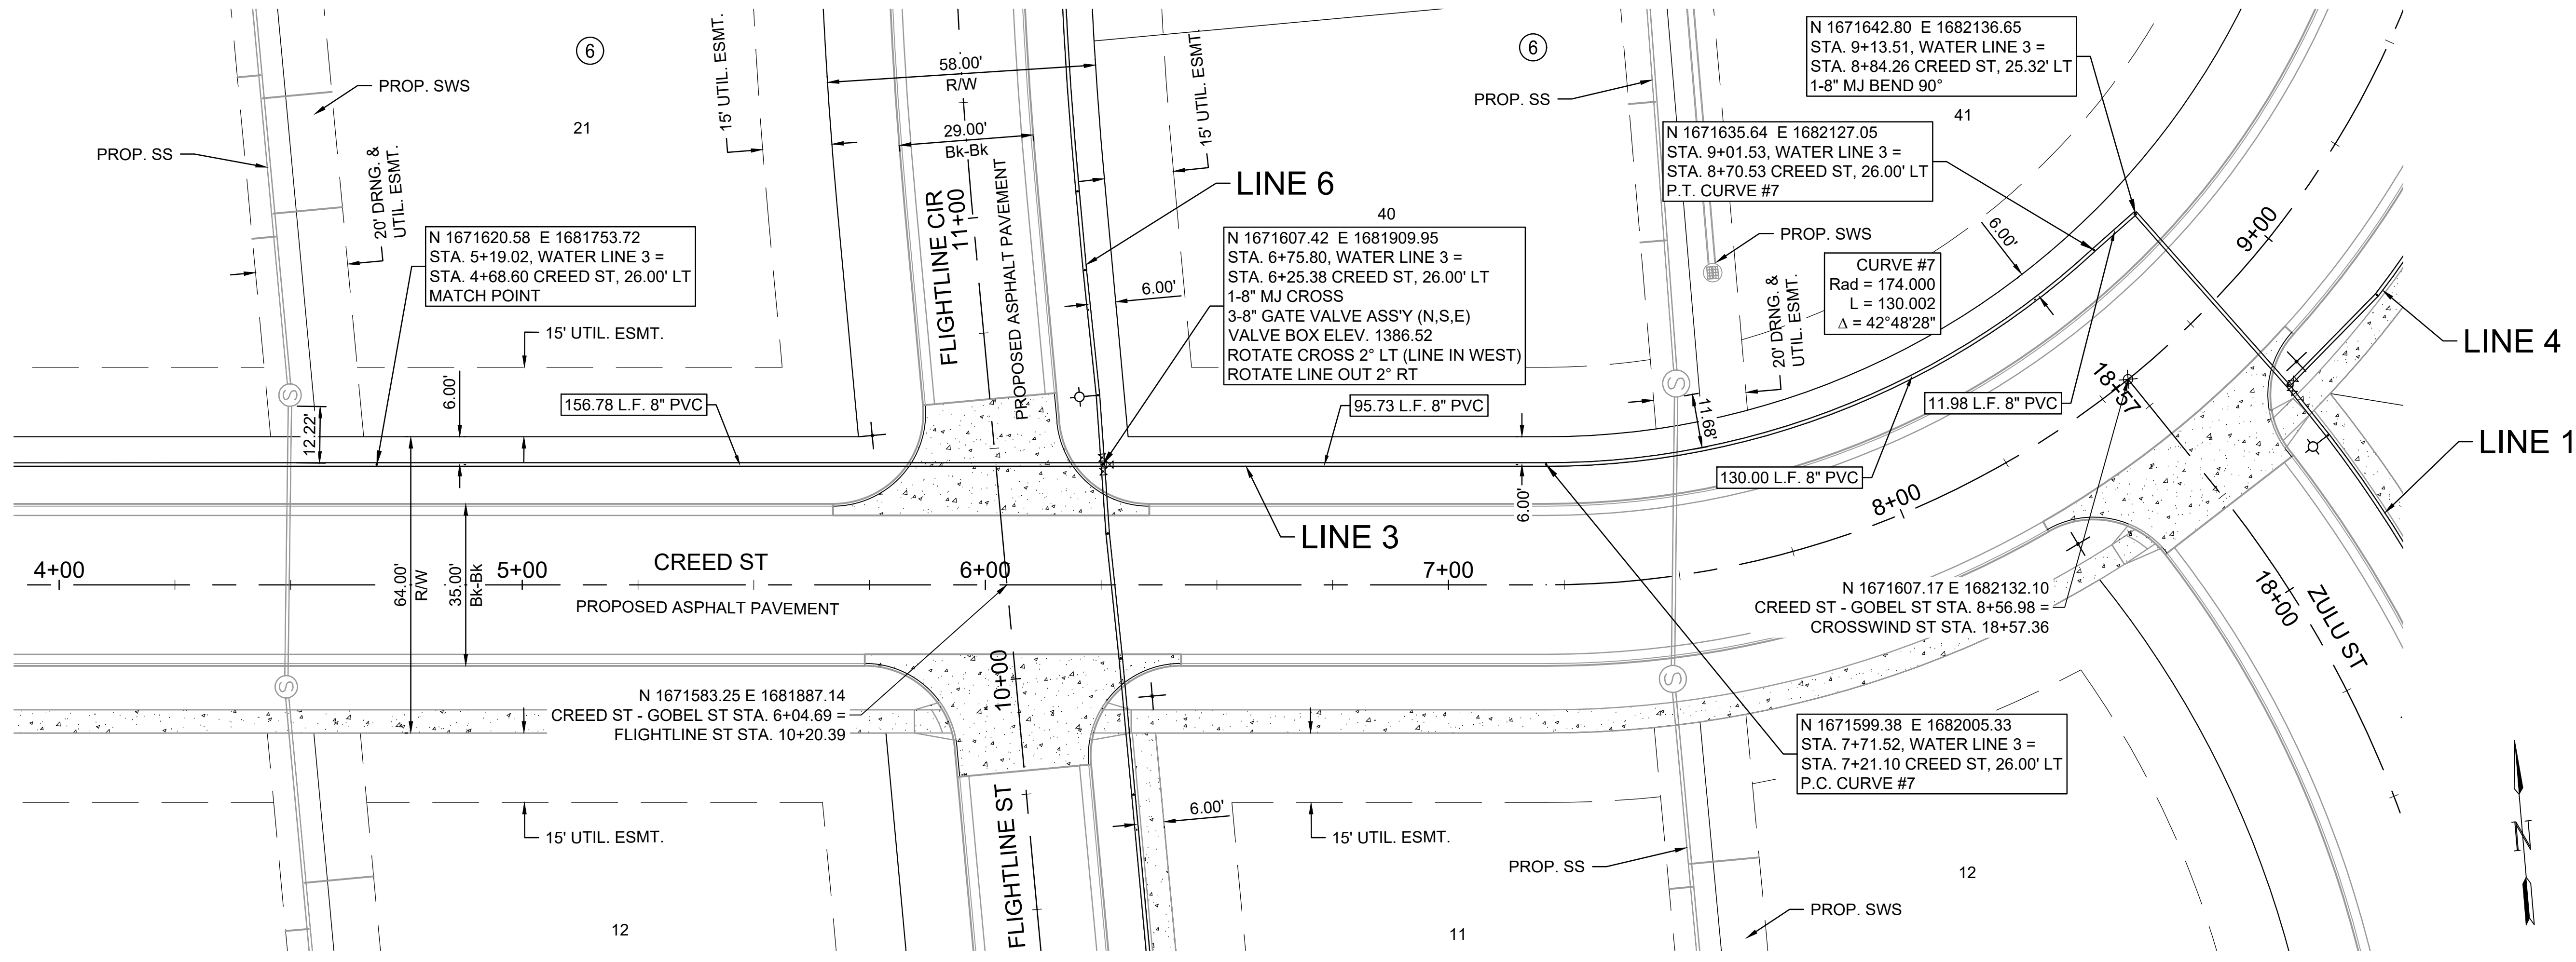 6
PROP. SWS
21
PROP. SS
20' DRNG. &
UTIL. ESMT.
15' UTIL. ESMT.
N 1671620.58  E 1681753.72
STA. 5+19.02, WATER LINE 3 =
STA. 4+68.60 CREED ST, 26.00' LT
MATCH POINT
15' UTIL. ESMT.
6.00'
12.22'
156.78 L.F. 8" PVC
58.00'
R/W
29.00'
Bk-Bk
FLIGHTLINE CIR
11+00
PROPOSED ASPHALT PAVEMENT
15' UTIL. ESMT.
LINE 6
6.00'
40
N 1671607.42  E 1681909.95
STA. 6+75.80, WATER LINE 3 =
STA. 6+25.38 CREED ST, 26.00' LT
1-8" MJ CROSS
3-8" GATE VALVE ASS'Y (N,S,E)
VALVE BOX ELEV. 1386.52
ROTATE CROSS 2° LT (LINE IN WEST)
ROTATE LINE OUT 2° RT
95.73 L.F. 8" PVC
6
PROP. SS
N 1671642.80  E 1682136.65
STA. 9+13.51, WATER LINE 3 =
STA. 8+84.26 CREED ST, 25.32' LT
1-8" MJ BEND 90°
41
N 1671635.64  E 1682127.05
STA. 9+01.53, WATER LINE 3 =
STA. 8+70.53 CREED ST, 26.00' LT
P.T. CURVE #7
PROP. SWS
CURVE #7
Rad = 174.000
L = 130.002
Δ = 42°48'28"
20' DRNG. &
UTIL. ESMT.
6.00'
9+00
11.68'
11.98 L.F. 8" PVC
18+57
LINE 4
LINE 1
130.00 L.F. 8" PVC
6.00'
8+00
LINE 3
4+00
64.00'
R/W
35.00'
Bk-Bk
5+00
CREED ST
PROPOSED ASPHALT PAVEMENT
6+00
7+00
N 1671607.17 E 1682132.10
CREED ST - GOBEL ST STA. 8+56.98 =
CROSSWIND ST STA. 18+57.36
18+00
ZULU ST
N 1671583.25 E 1681887.14
CREED ST - GOBEL ST STA. 6+04.69 =
FLIGHTLINE ST STA. 10+20.39
10+00
FLIGHTLINE ST
N 1671599.38  E 1682005.33
STA. 7+71.52, WATER LINE 3 =
STA. 7+21.10 CREED ST, 26.00' LT
P.C. CURVE #7
6.00'
15' UTIL. ESMT.
15' UTIL. ESMT.
PROP. SS
12
PROP. SWS
12
11
S
S
S
S
N